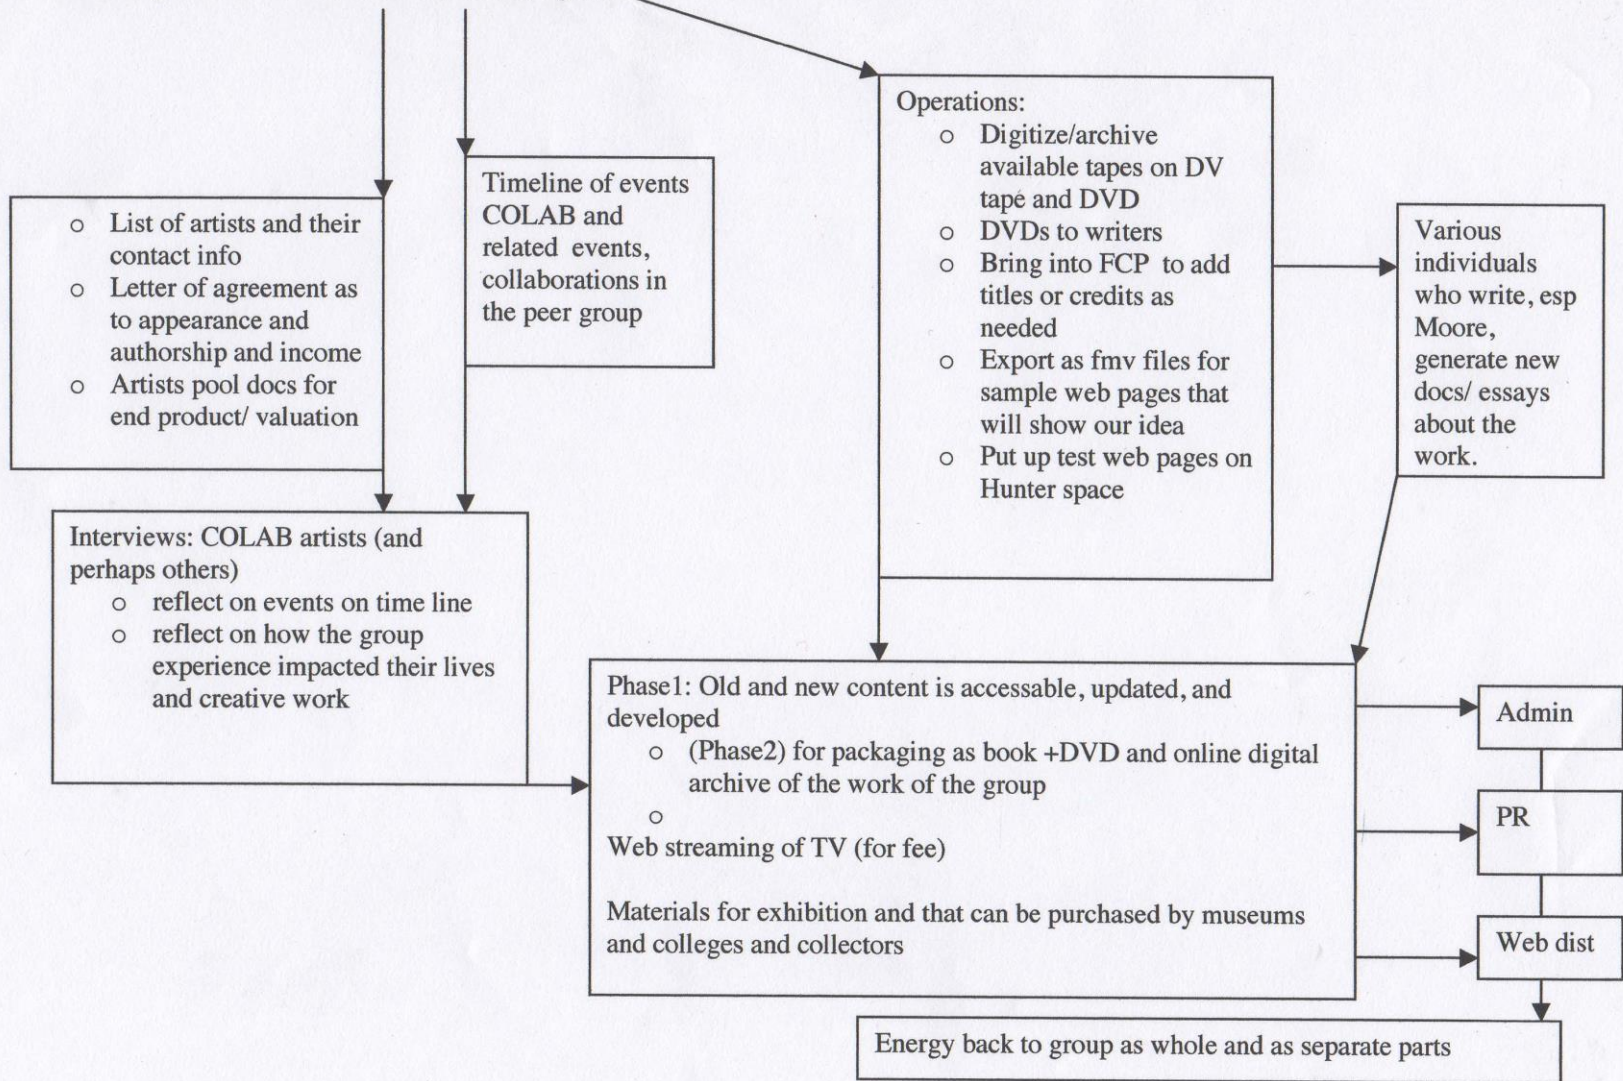 Operations:
o Digitize/archive
available tapes on DV
tape and DVD
o DVDs to writers
o Bring into FCP to add
titles or credits as
needed
o Export as fmv files for
sample web pages that
will show our idea
o Put up test web pages on
Hunter space
Timeline of events
COLAB and
related events,
collaborations in
the peer group
o List of artists and their
contact info
o Letter of agreement as
to appearance and
authorship and income
o Artists pool docs for
end product/ valuation
Various
individuals
who write, esp
Moore,
generate new
docs/ essays
about the
work.
Interviews: COLAB artists (and
perhaps others)
o reflect on events on time line
o reflect on how the group
experience impacted their lives
and creative work
Phase1: Old and new content is accessable, updated, and
developed
o (Phase2) for packaging as book +DVD and online digital
archive of the work of the group
o
Web streaming of TV (for fee)
Materials for exhibition and that can be purchased by museums
and colleges and collectors
Admin
PR
Web dist
Energy back to group as whole and as separate parts